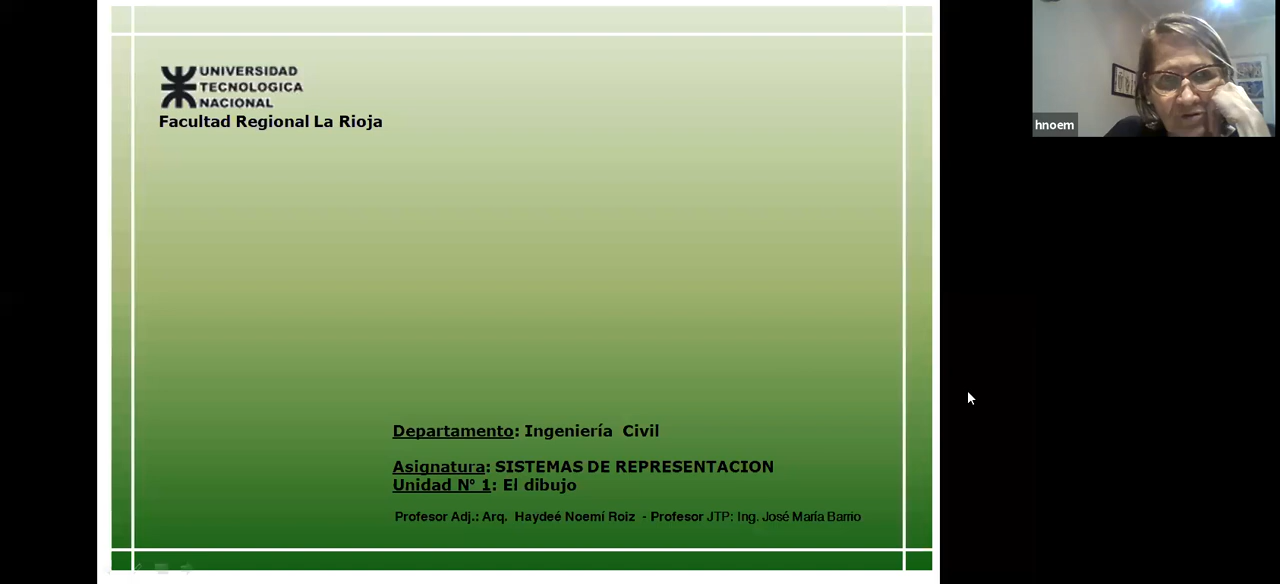 UNIVERSIDAD
TECNOLOGICA
NACIONAL
Facultad Regional La Rioja
hnoem
Departamento: Ingeniería  Civil
Asignatura: SISTEMAS DE REPRESENTACION
Unidad N° 1: El dibujo
Profesor Adj.: Arq.  Haydeé Noemí Roiz  - Profesor JTP: Ing. José María Barrio